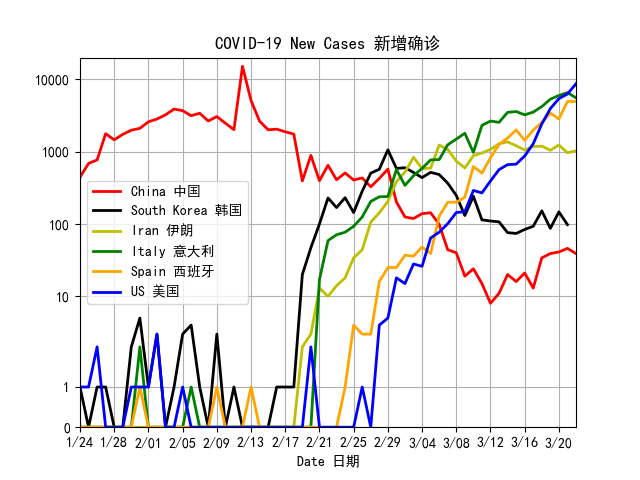 COVID-19 New Cases 新增确诊
10000
1000
100
10
1
0
China 中国
South Korea 韩国
Iran 伊朗
Italy 意大利
Spain 西班牙
US 美国
1/24 1/28 2/01 2/05 2/09 2/13 2/17 2/21 2/25 2/29 3/04 3/08 3/12 3/16 3/20
Date 日期